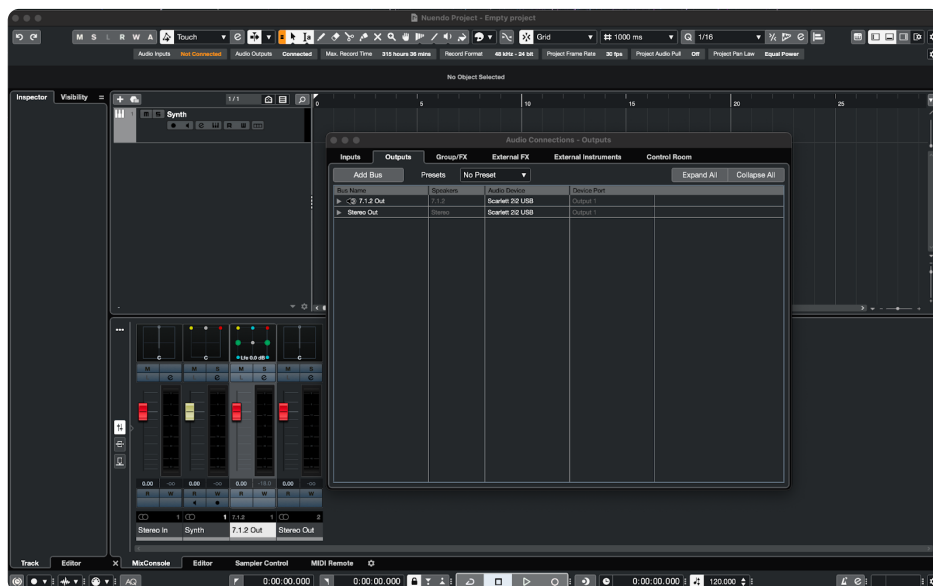 Nuendo Project - Empty project
M S L R W A Touch Grid 1000 ms Q 1/16
Audio Inputs Not Connected Audio Outputs Connected Max. Record Time 315 hours 36 mins Record Format 48 kHz - 24 bit Project Frame Rate 30 fps Project Audio Pull Off Project Pan Law Equal Power
No Object Selected
Inspector Visibility
1/1
0 5 10 15 20 25
1 m S Synth
R W
Audio Connections - Outputs
Inputs Outputs Group/FX External FX External Instruments Control Room
Add Bus Presets No Preset Expand All Collapse All
Bus Name Speakers Audio Device Device Port
7.1.2 Out 7.1.2 Scarlett 2i2 USB Output 1
Stereo Out Stereo Scarlett 2i2 USB Output 1
C C Lfe 0.0 dB C
M M S M S M S
L
0.00 -oo 0.00 -oo 0.00 -18.0 0.00 -oo
R W R W R W R W
1 1 7.1.2 1 2
Stereo In Synth 7.1.2 Out Stereo Out
Track Editor X MixConsole Editor Sampler Control MIDI Remote
AQ 0:00:00.000 0:00:00.000 0:00:00.000 120.000